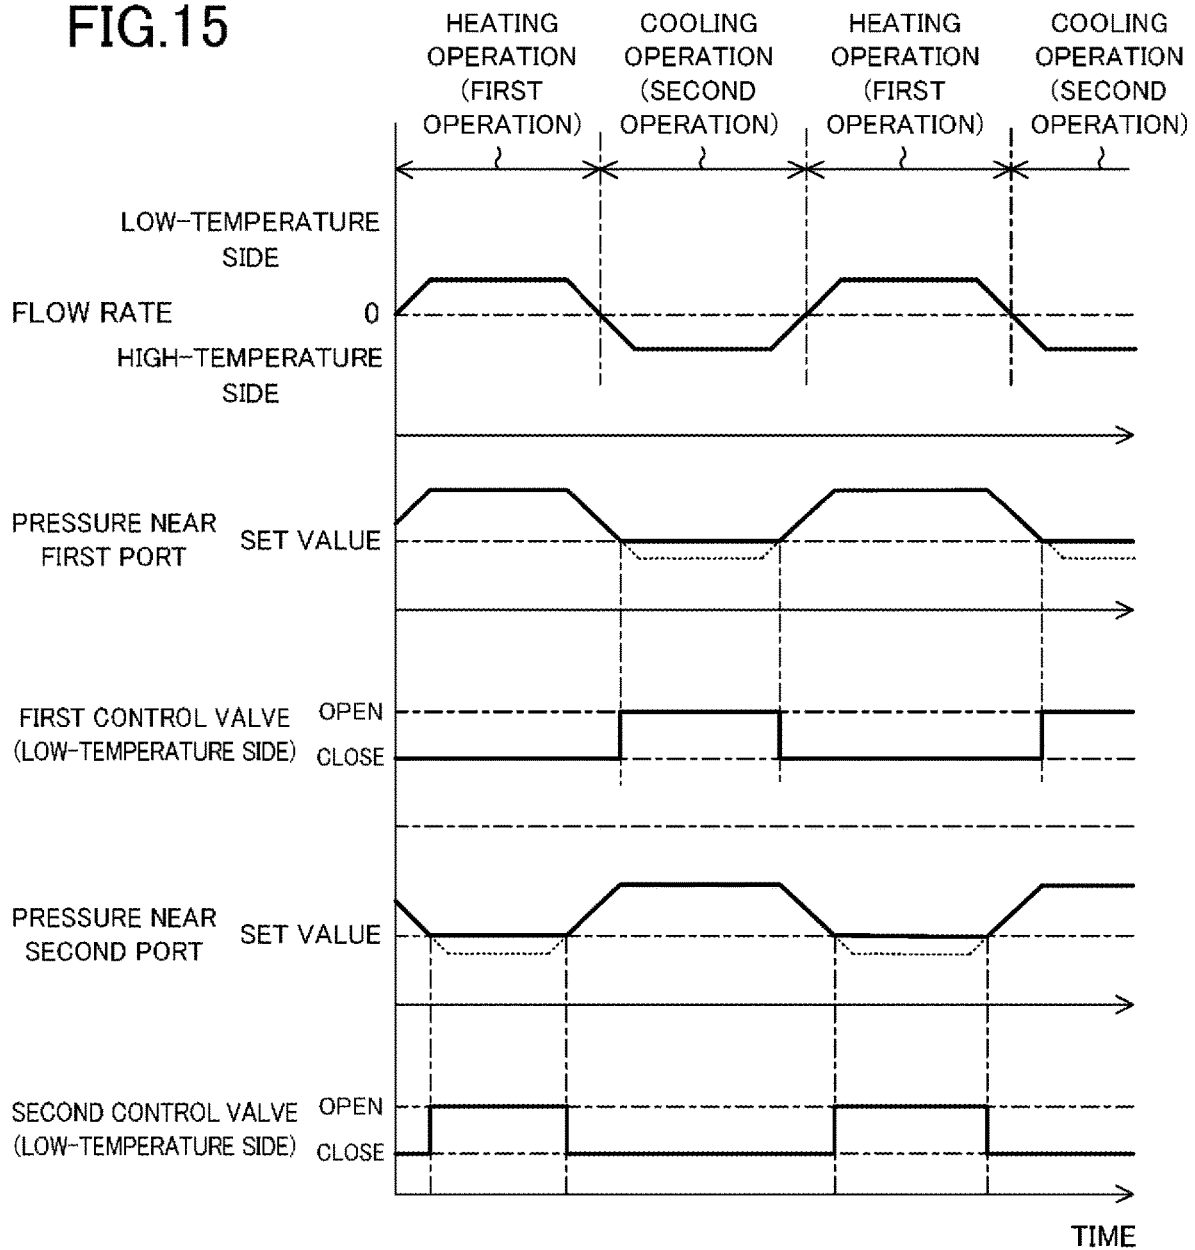 FIG.15
HEATING
OPERATION
(FIRST
OPERATION)
COOLING
OPERATION
(SECOND
OPERATION)
HEATING
OPERATION
(FIRST
OPERATION)
COOLING
OPERATION
(SECOND
OPERATION)
LOW-TEMPERATURE
SIDE
FLOW RATE 0
HIGH-TEMPERATURE
SIDE
PRESSURE NEAR
FIRST PORT
SET VALUE
FIRST CONTROL VALVE
(LOW-TEMPERATURE SIDE)
OPEN
CLOSE
PRESSURE NEAR
SECOND PORT
SET VALUE
SECOND CONTROL VALVE
(LOW-TEMPERATURE SIDE)
OPEN
CLOSE
TIME